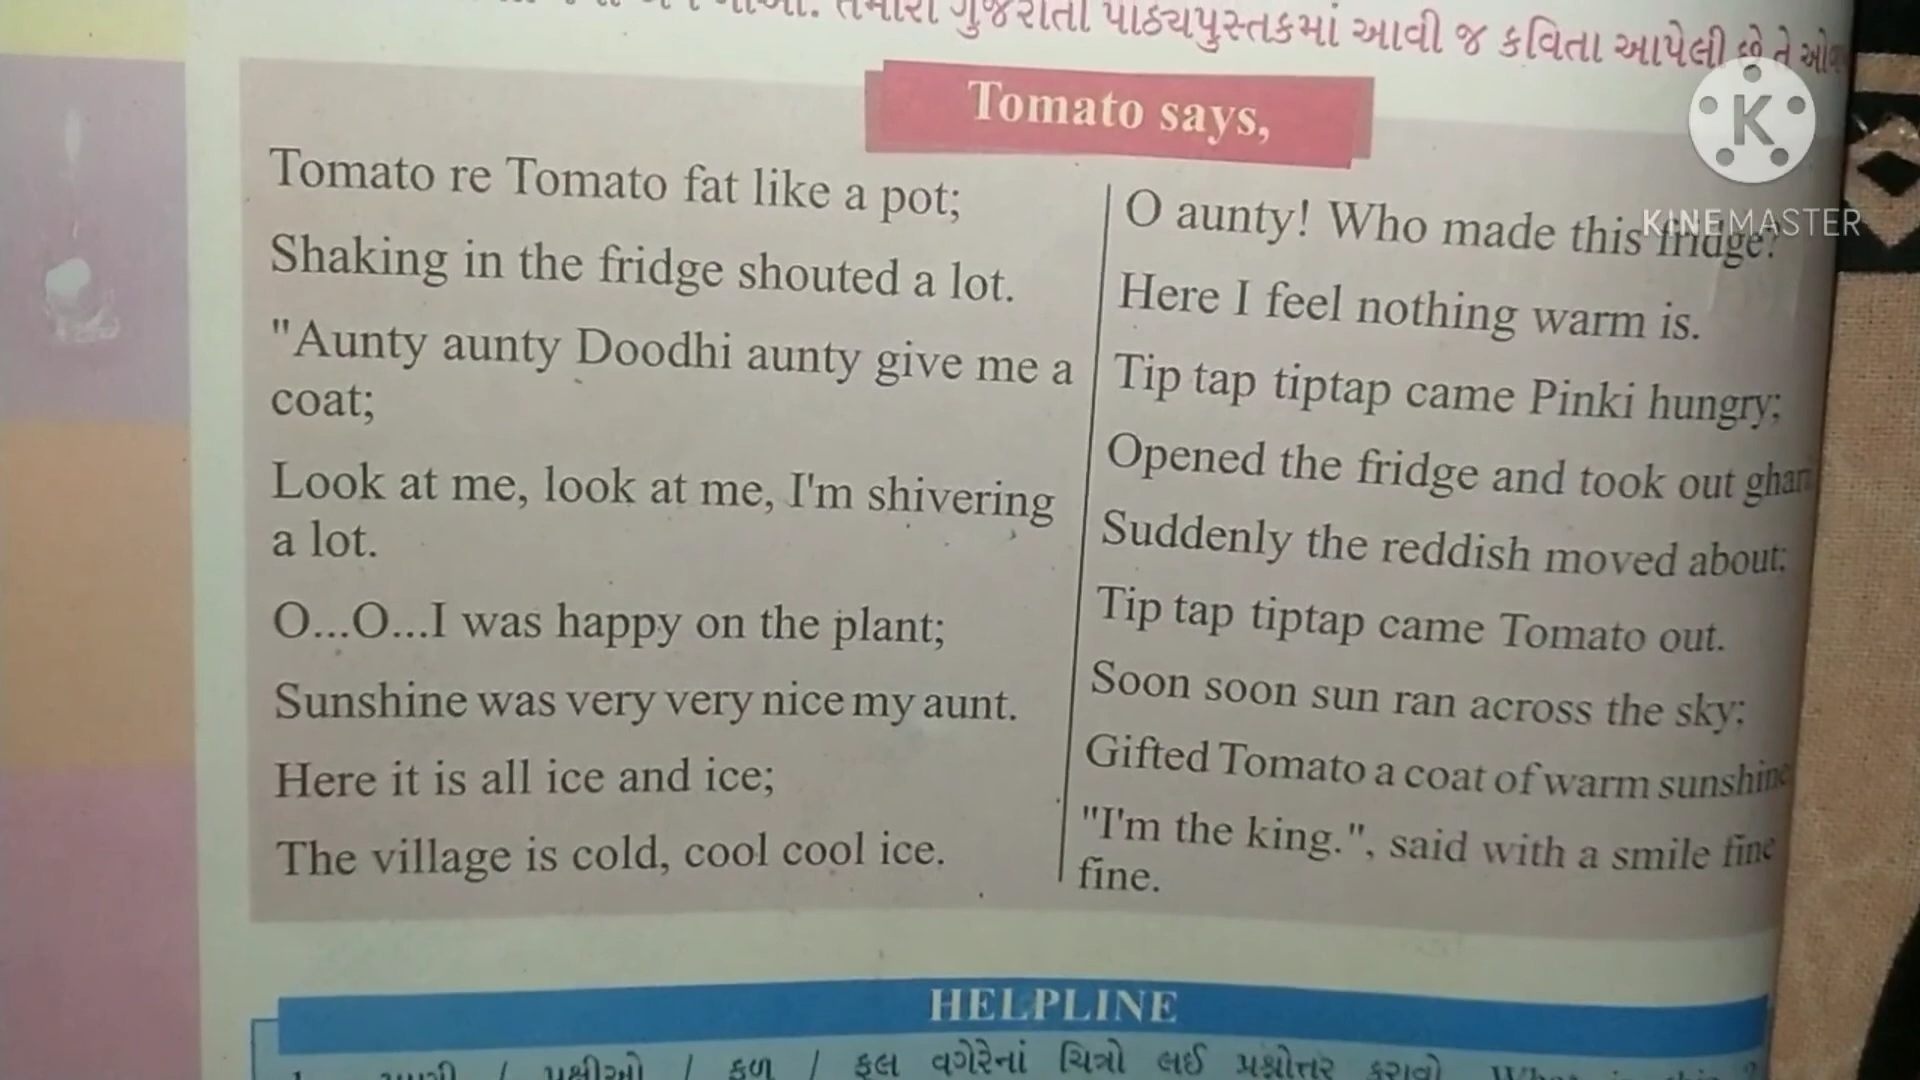 ગુજરાતી પાઠ્યપુસ્તકમાં આવી જ કવિતા આપેલી છે તે
Tomato says,
Tomato re Tomato fat like a pot;
Shaking in the fridge shouted a lot.
"Aunty aunty Doodhi aunty give me a
coat;
Look at me, look at me, I'm shivering
a lot.
O...O...I was happy on the plant;
Sunshine was very very nice my aunt.
Here it is all ice and ice;
The village is cold, cool cool ice.
O aunty! Who made this fridge?
Here I feel nothing warm is.
Tip tap tiptap came Pinki hungry;
Opened the fridge and took out
Suddenly the reddish moved about;
Tip tap tiptap came Tomato out.
Soon soon sun ran across the sky;
Gifted Tomato a coat of warm sunshine
"I'm the king.", said with a smile fine
fine.
K
KINEMASTER
HELPLINE
/ પક્ષીઓ / ફળ / ફૂલ વગેરેનાં ચિત્રો લઈ પ્રશ્નોત્તર કરાવો